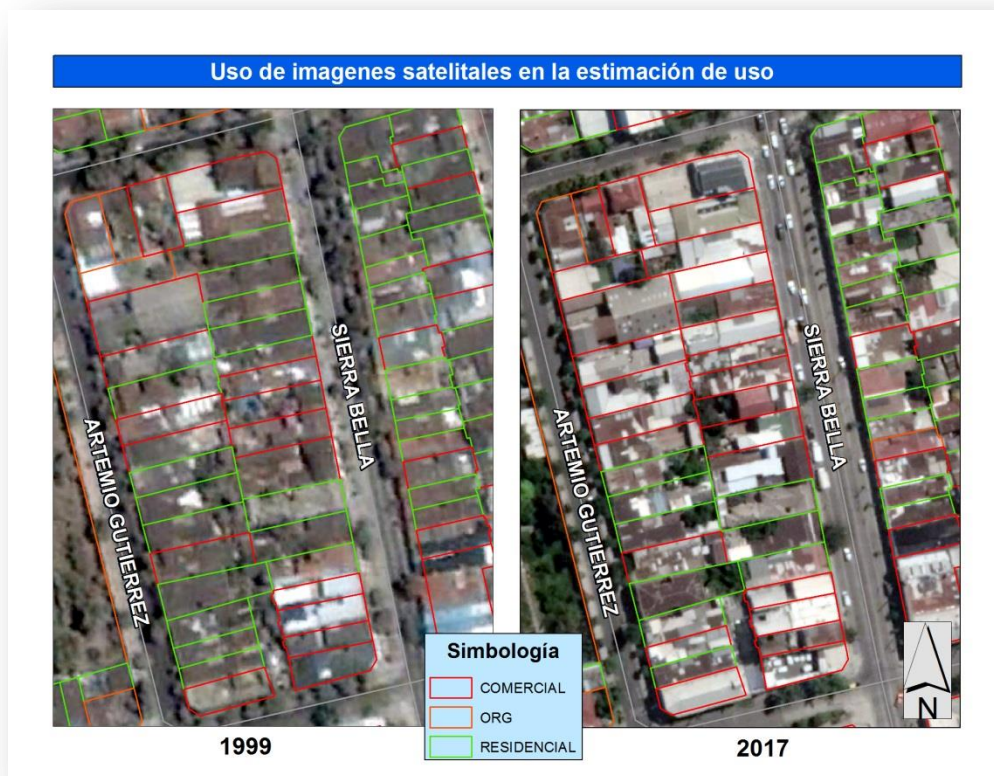 Uso de imagenes satelitales en la estimación de uso
ARTEMIO GUTIERREZ
SIERRA BELLA
ARTEMIO GUTIERREZ
SIERRA BELLA
Simbología
COMERCIAL
ORG
RESIDENCIAL
N
1999
2017